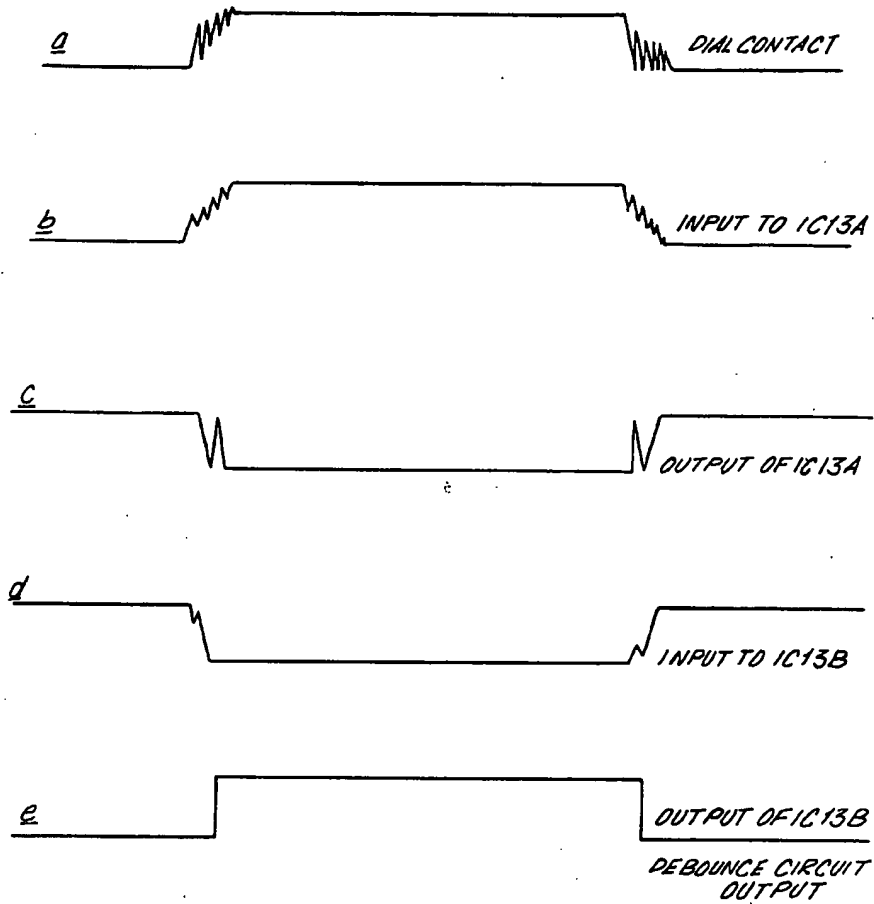 a
DIAL CONTACT
b
INPUT TO IC13A
c
OUTPUT OF IC13A
d
INPUT TO IC13B
e
OUTPUT OF IC13B
DEBOUNCE CIRCUIT
OUTPUT